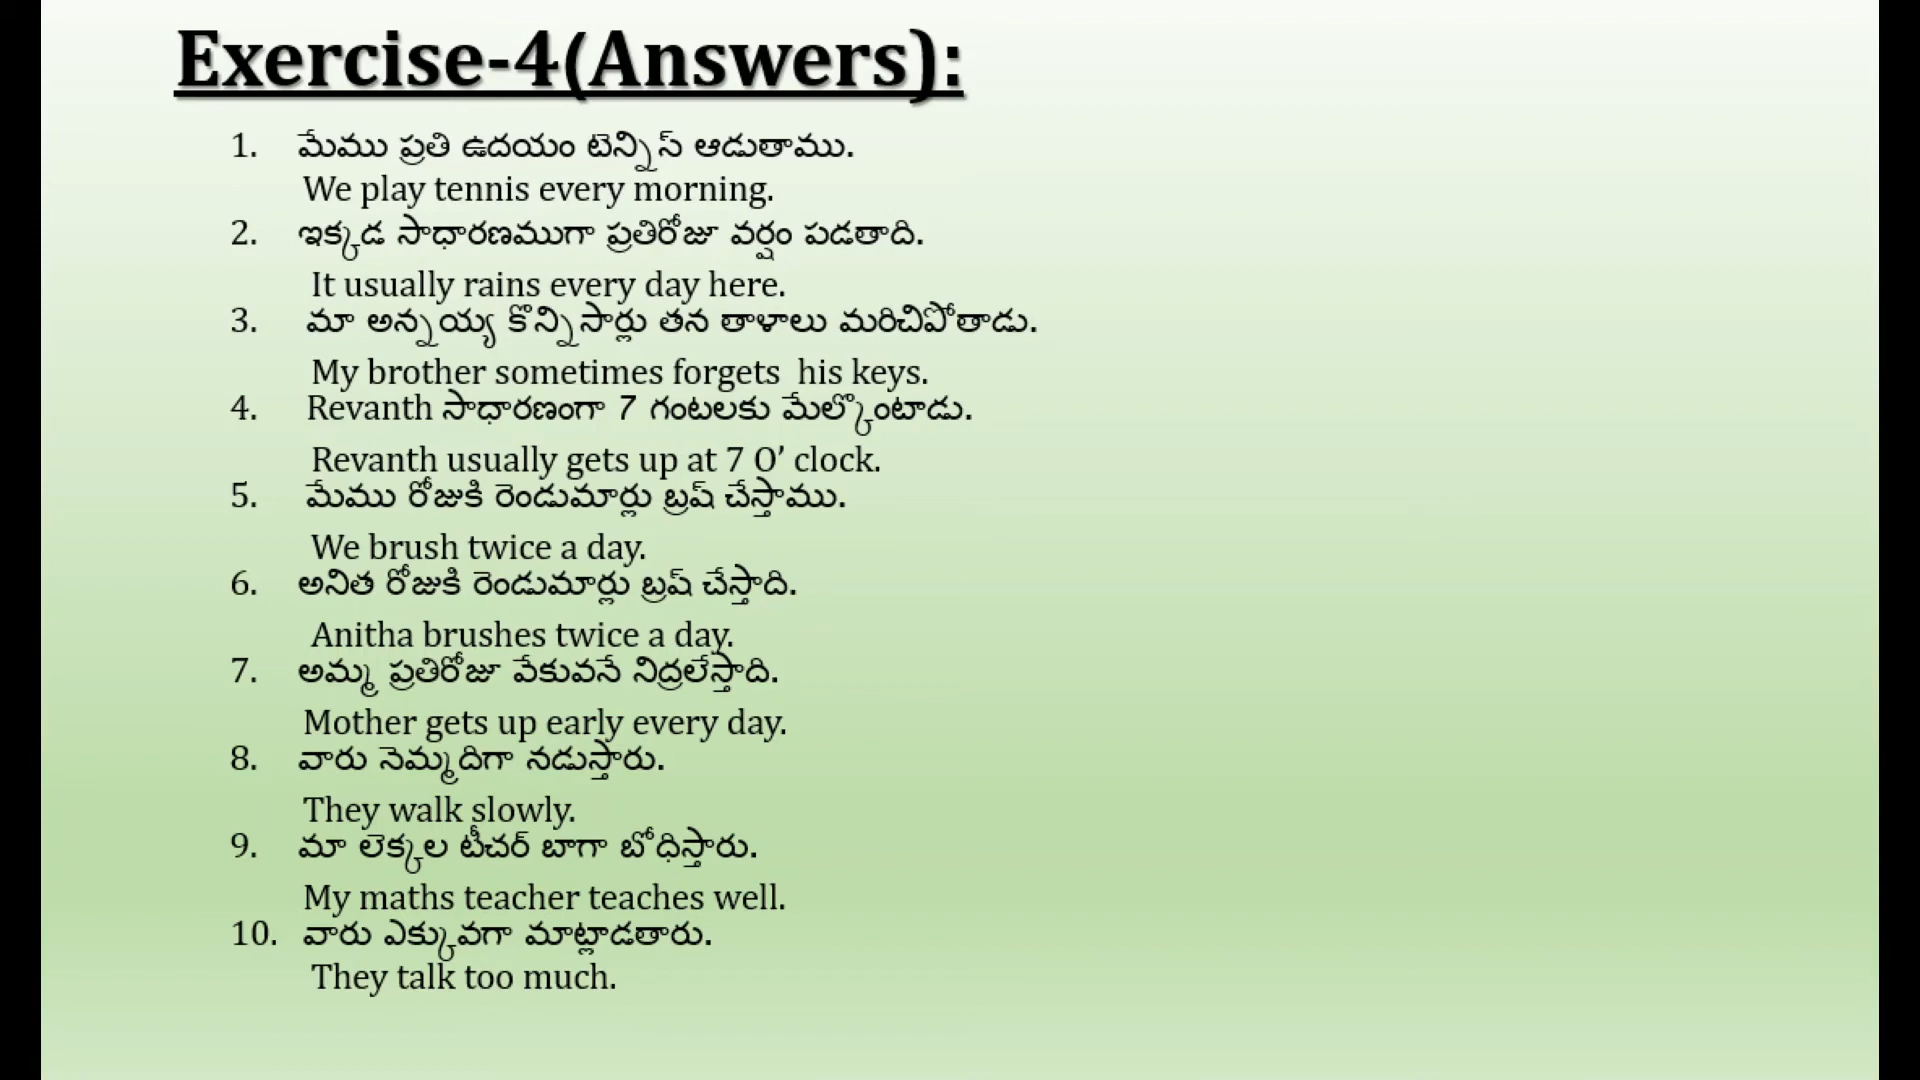 Exercise-4(Answers):
1. మేము ప్రతి ఉదయం టెన్నిస్ ఆడుతాము.
We play tennis every morning.
2. ఇక్కడ సాధారణముగా ప్రతిరోజూ వర్షం పడతాది.
It usually rains every day here.
3. మా అన్నయ్య కొన్నిసార్లు తన తాళాలు మరిచిపోతాడు.
My brother sometimes forgets his keys.
4. Revanth సాధారణంగా 7 గంటలకు మేల్కొంటాడు.
Revanth usually gets up at 7 O’ clock.
5. మేము రోజుకి రెండుమార్లు బ్రష్ చేస్తాము.
We brush twice a day.
6. అనిత రోజుకి రెండుమార్లు బ్రష్ చేస్తాది.
Anitha brushes twice a day.
7. అమ్మ ప్రతిరోజూ వేకువనే నిద్రలేస్తాది.
Mother gets up early every day.
8. వారు నెమ్మదిగా నడుస్తారు.
They walk slowly.
9. మా లెక్కల టీచర్ బాగా బోధిస్తారు.
My maths teacher teaches well.
10. వారు ఎక్కువగా మాట్లాడతారు.
They talk too much.